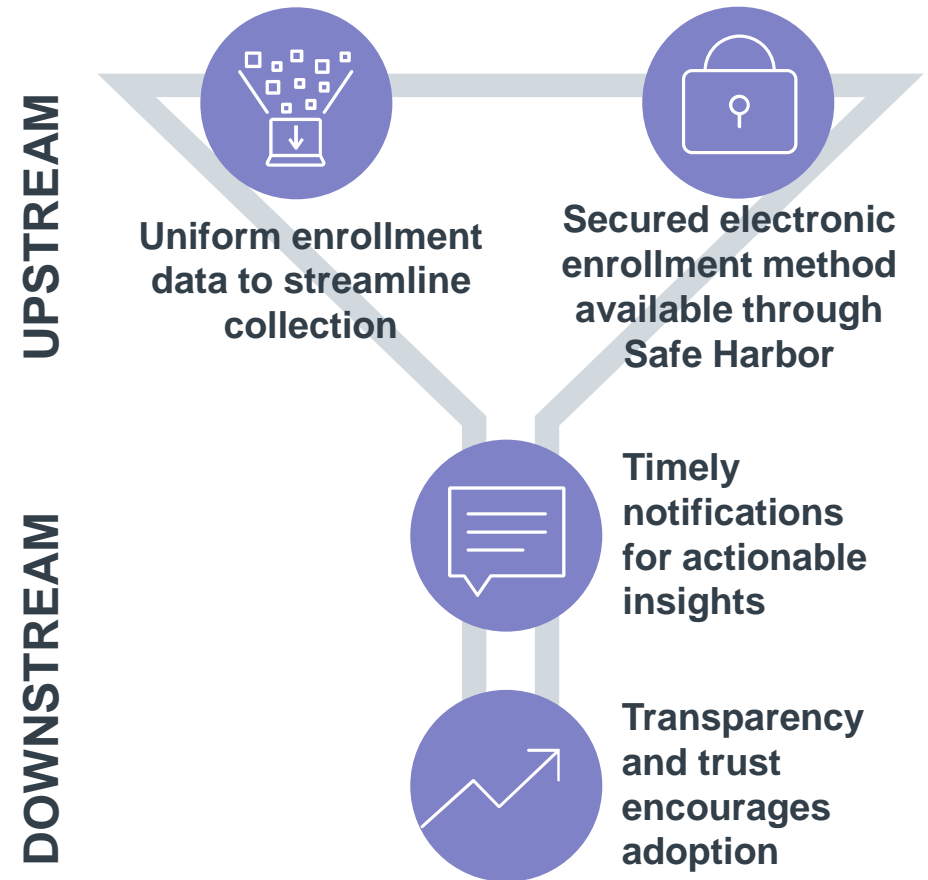 UPSTREAM
Uniform enrollment
data to streamline
collection
Secured electronic
enrollment method
available through
Safe Harbor
DOWNSTREAM
Timely
notifications
for actionable
insights
Transparency
and trust
encourages
adoption